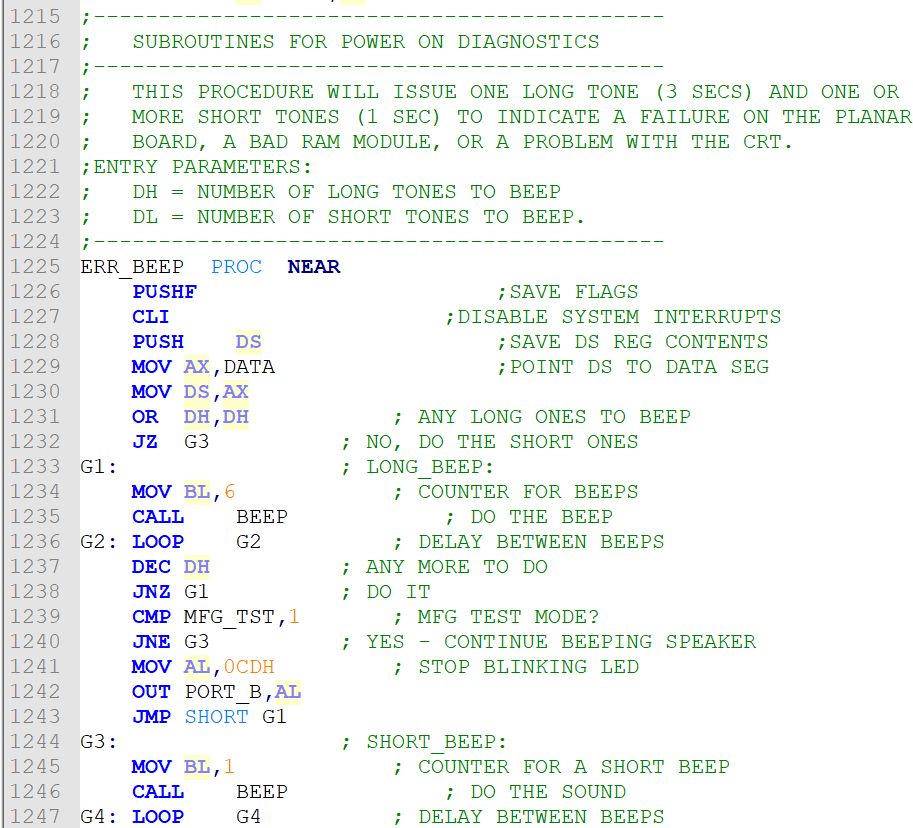 1215 ;--------------------------------------------
1216 ;   SUBROUTINES FOR POWER ON DIAGNOSTICS
1217 ;--------------------------------------------
1218 ;   THIS PROCEDURE WILL ISSUE ONE LONG TONE (3 SECS) AND ONE OR
1219 ;   MORE SHORT TONES (1 SEC) TO INDICATE A FAILURE ON THE PLANAR
1220 ;   BOARD, A BAD RAM MODULE, OR A PROBLEM WITH THE CRT.
1221 ;ENTRY PARAMETERS:
1222 ;   DH = NUMBER OF LONG TONES TO BEEP
1223 ;   DL = NUMBER OF SHORT TONES TO BEEP.
1224 ;--------------------------------------------
1225 ERR_BEEP  PROC  NEAR
1226     PUSHF                       ;SAVE FLAGS
1227     CLI                     ;DISABLE SYSTEM INTERRUPTS
1228     PUSH    DS                  ;SAVE DS REG CONTENTS
1229     MOV AX,DATA                 ;POINT DS TO DATA SEG
1230     MOV DS,AX
1231     OR  DH,DH           ; ANY LONG ONES TO BEEP
1232     JZ  G3          ; NO, DO THE SHORT ONES
1233 G1:                 ; LONG_BEEP:
1234     MOV BL,6            ; COUNTER FOR BEEPS
1235     CALL    BEEP            ; DO THE BEEP
1236 G2: LOOP    G2          ; DELAY BETWEEN BEEPS
1237     DEC DH          ; ANY MORE TO DO
1238     JNZ G1          ; DO IT
1239     CMP MFG_TST,1       ; MFG TEST MODE?
1240     JNE G3          ; YES - CONTINUE BEEPING SPEAKER
1241     MOV AL,0CDH         ; STOP BLINKING LED
1242     OUT PORT_B,AL
1243     JMP SHORT G1
1244 G3:                 ; SHORT_BEEP:
1245     MOV BL,1            ; COUNTER FOR A SHORT BEEP
1246     CALL    BEEP            ; DO THE SOUND
1247 G4: LOOP    G4          ; DELAY BETWEEN BEEPS